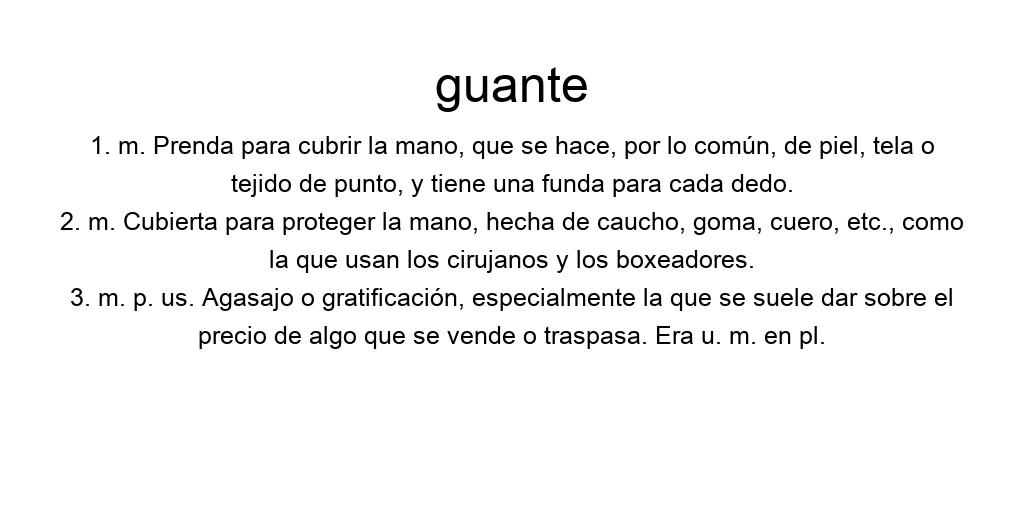 guante
1. m. Prenda para cubrir la mano, que se hace, por lo común, de piel, tela o
tejido de punto, y tiene una funda para cada dedo.
2. m. Cubierta para proteger la mano, hecha de caucho, goma, cuero, etc., como
la que usan los cirujanos y los boxeadores.
3. m. p. us. Agasajo o gratificación, especialmente la que se suele dar sobre el
precio de algo que se vende o traspasa. Era u. m. en pl.